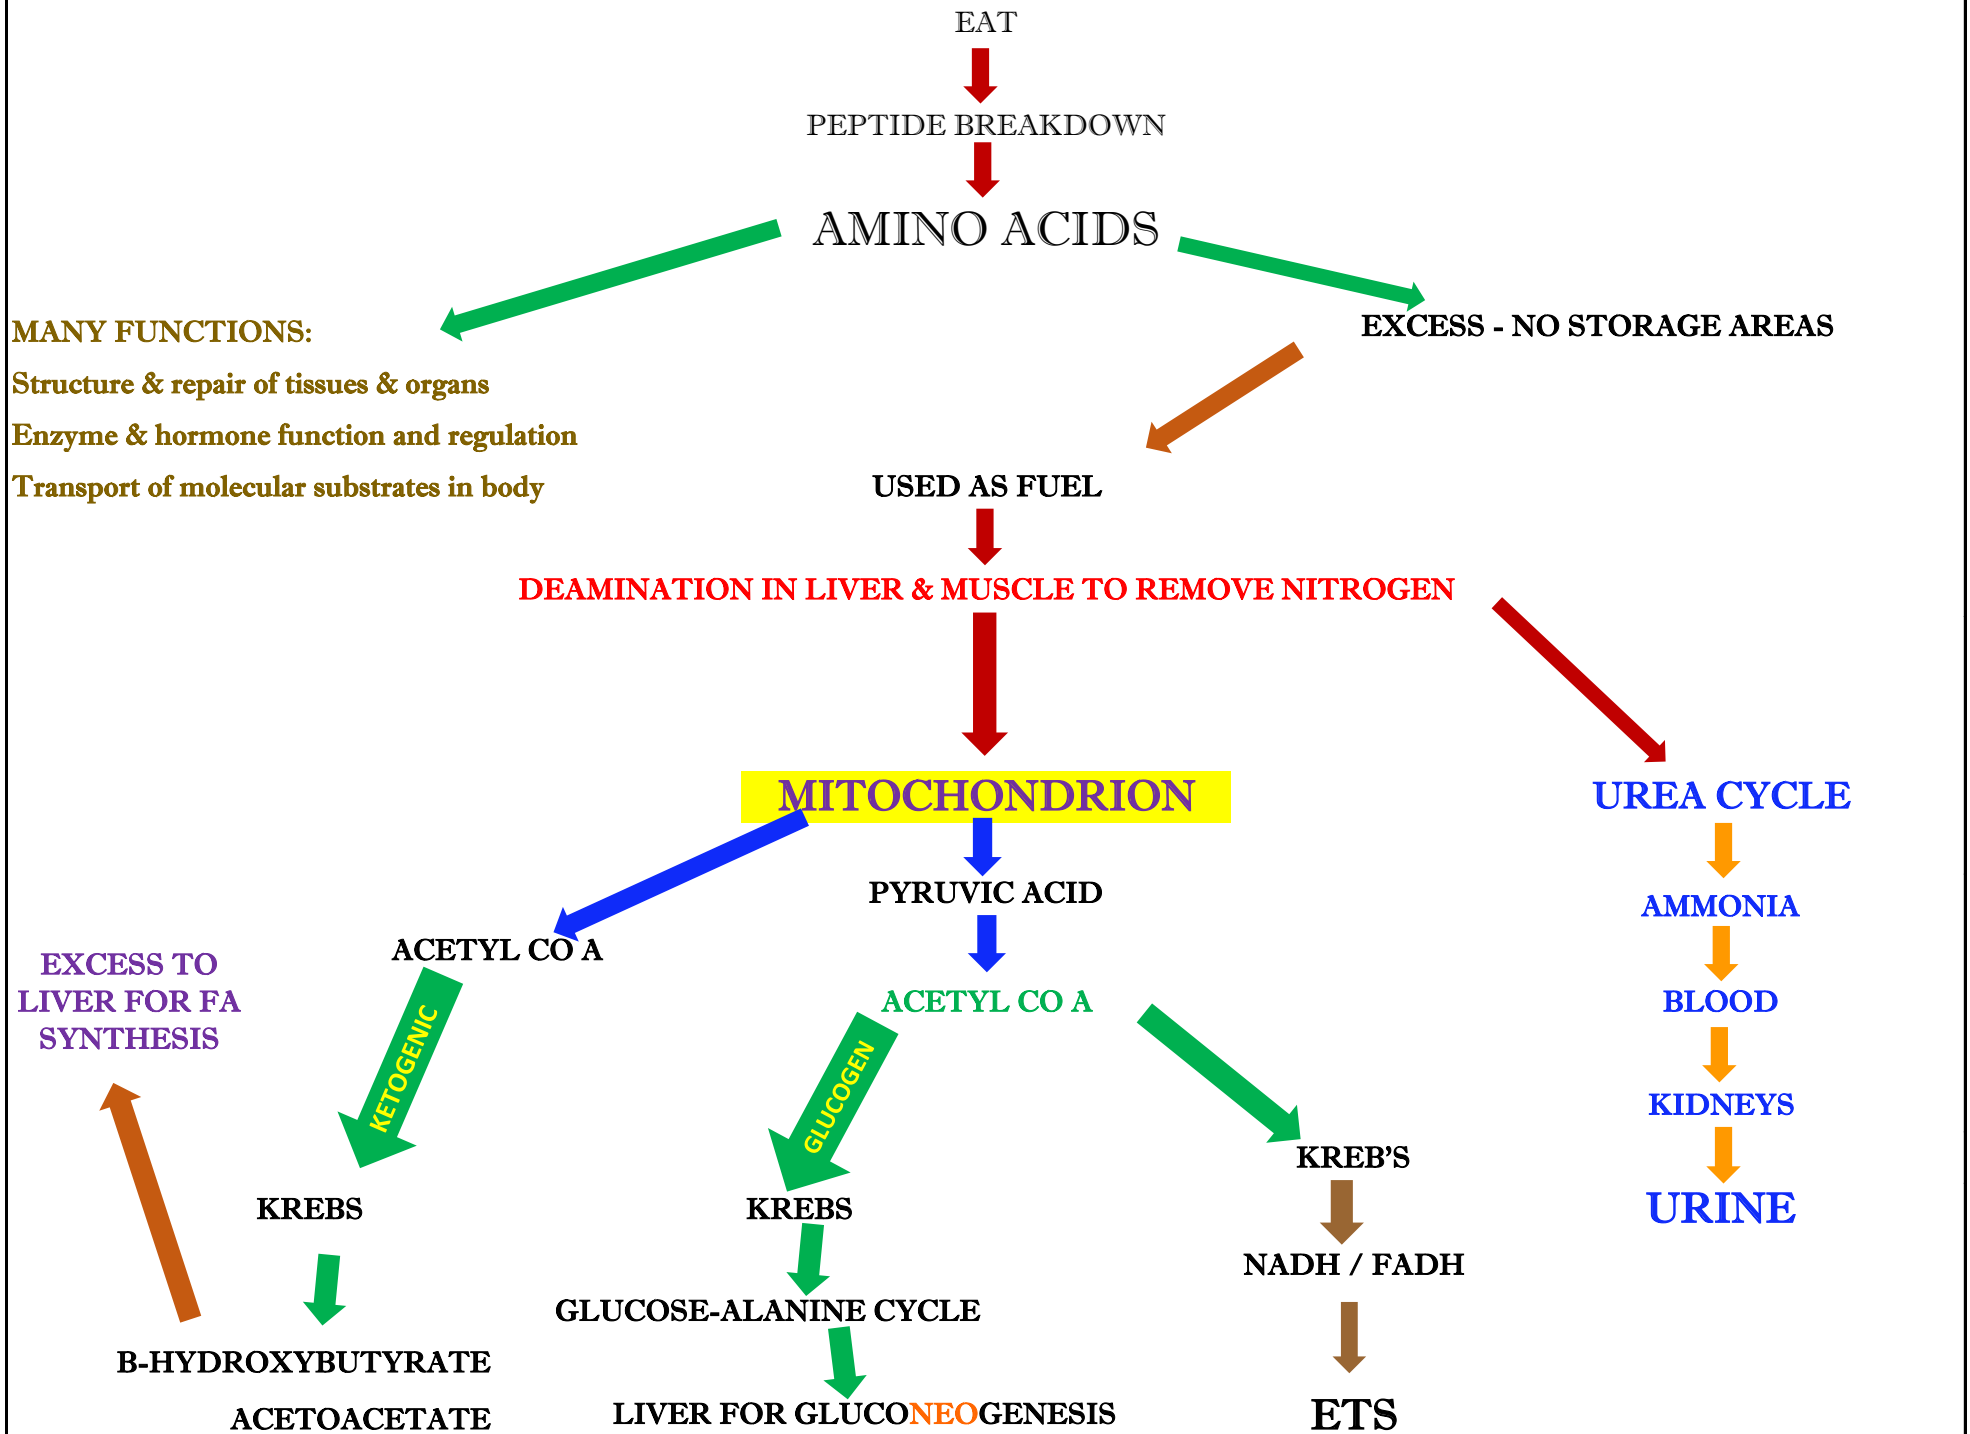 EAT
PEPTIDE BREAKDOWN
AMINO ACIDS
MANY FUNCTIONS:
Structure & repair of tissues & organs
Enzyme & hormone function and regulation
Transport of molecular substrates in body
EXCESS - NO STORAGE AREAS
USED AS FUEL
DEAMINATION IN LIVER & MUSCLE TO REMOVE NITROGEN
MITOCHONDRION
UREA CYCLE
PYRUVIC ACID
AMMONIA
ACETYL CO A
EXCESS TO
LIVER FOR FA
SYNTHESIS
ACETYL CO A
BLOOD
KETOGENIC
GLUCOGEN
KIDNEYS
KREB’S
KREBS
KREBS
URINE
NADH / FADH
GLUCOSE-ALANINE CYCLE
B-HYDROXYBUTYRATE
ACETOACETATE
LIVER FOR GLUCONEOGENESIS
ETS